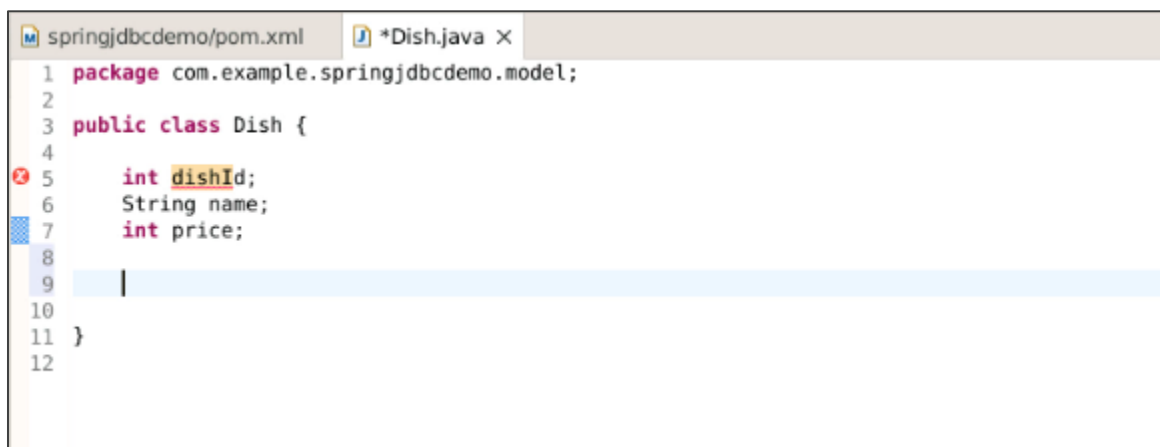 springjdbcdemo/pom.xml *Dish.java
1 package com.example.springjdbcdemo.model;
2
3 public class Dish {
4
5 int dishId;
6 String name;
7 int price;
8
9
10
11 }
12